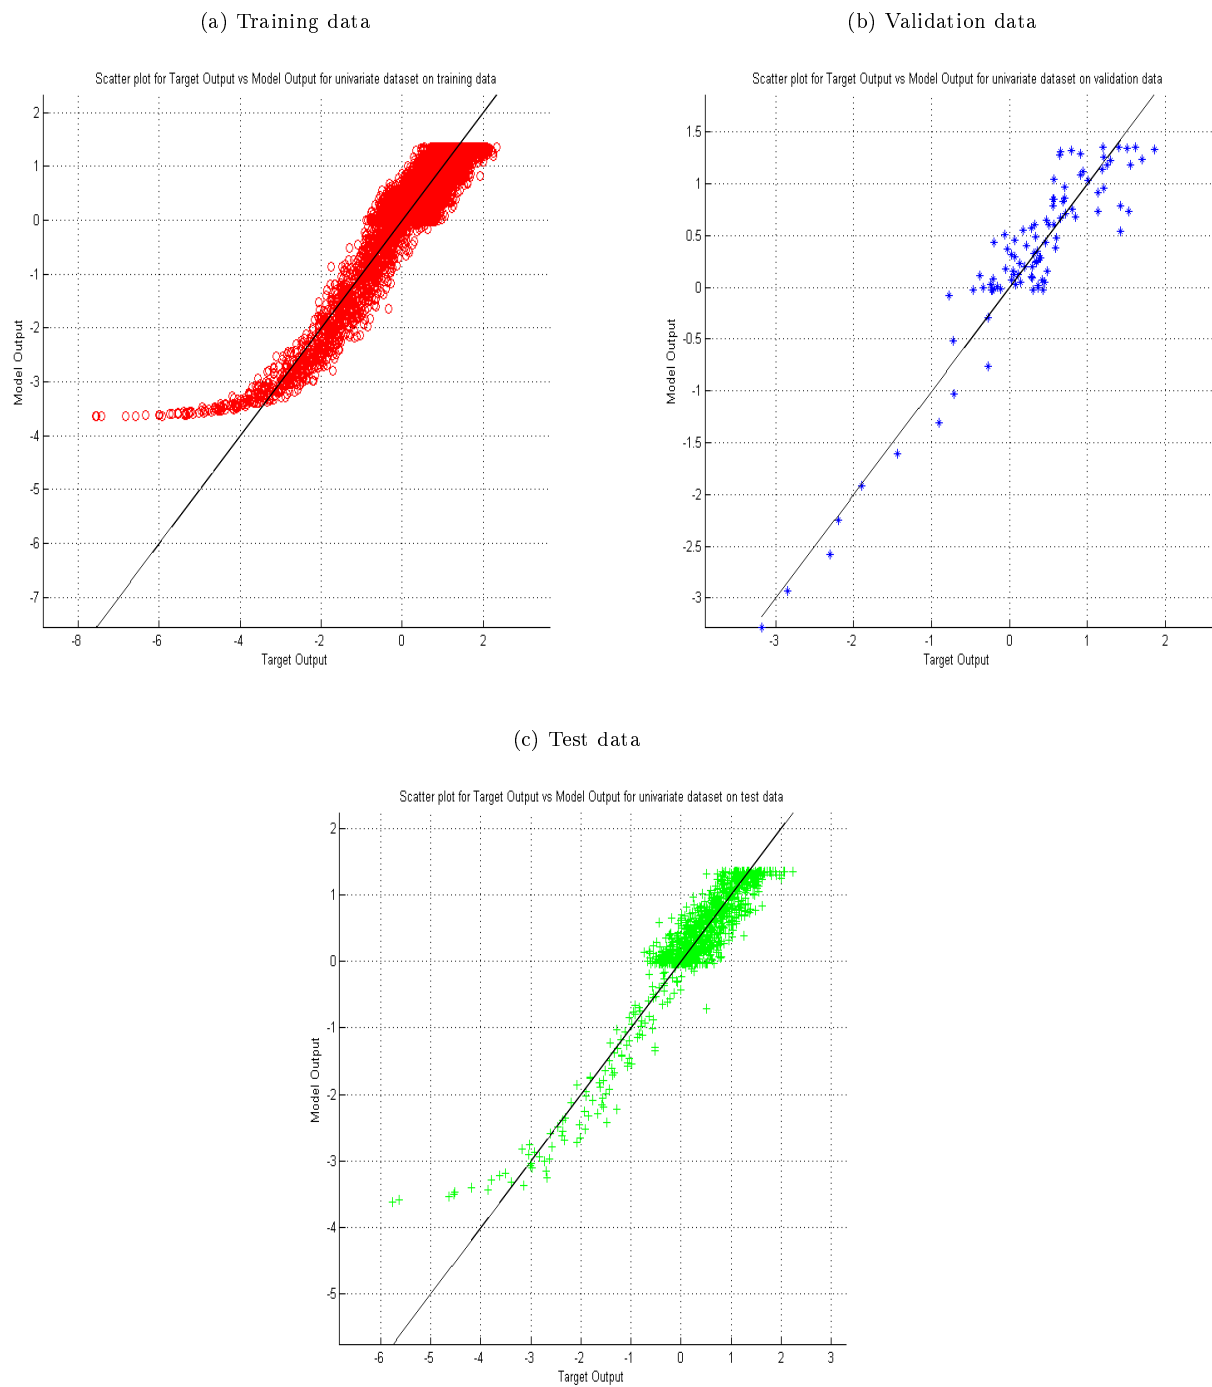 (a) Training data
(b) Validation data
Scatter plot for Target Output vs Model Output for univariate dataset on training data
2
1
0
-1
-2
-3
-4
-5
-6
-7
Model Output
-8 -6 -4 -2 0 2
Target Output
Scatter plot for Target Output vs Model Output for univariate dataset on validation data
1.5
1
0.5
0
-0.5
-1
-1.5
-2
-2.5
-3
Model Output
-3 -2 -1 0 1 2
Target Output
(c) Test data
Scatter plot for Target Output vs Model Output for univariate dataset on test data
2
1
0
-1
-2
-3
-4
-5
Model Output
-6 -5 -4 -3 -2 -1 0 1 2 3
Target Output